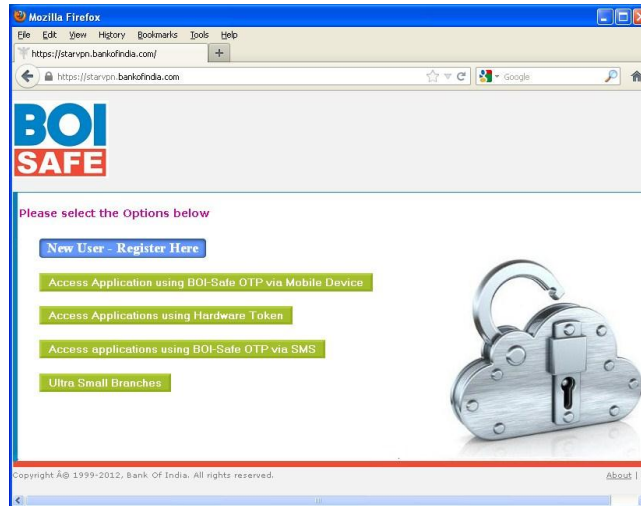 Mozilla Firefox
File Edit View History Bookmarks Tools Help
https://starvpn.bankofindia.com/ +
https://starvpn.bankofindia.com Google
BOI
SAFE
Please select the Options below
New User - Register Here
Access Application using BOI-Safe OTP via Mobile Device
Access Applications using Hardware Token
Access applications using BOI-Safe OTP via SMS
Ultra Small Branches
Copyright Â© 1999-2012, Bank Of India. All rights reserved. About |